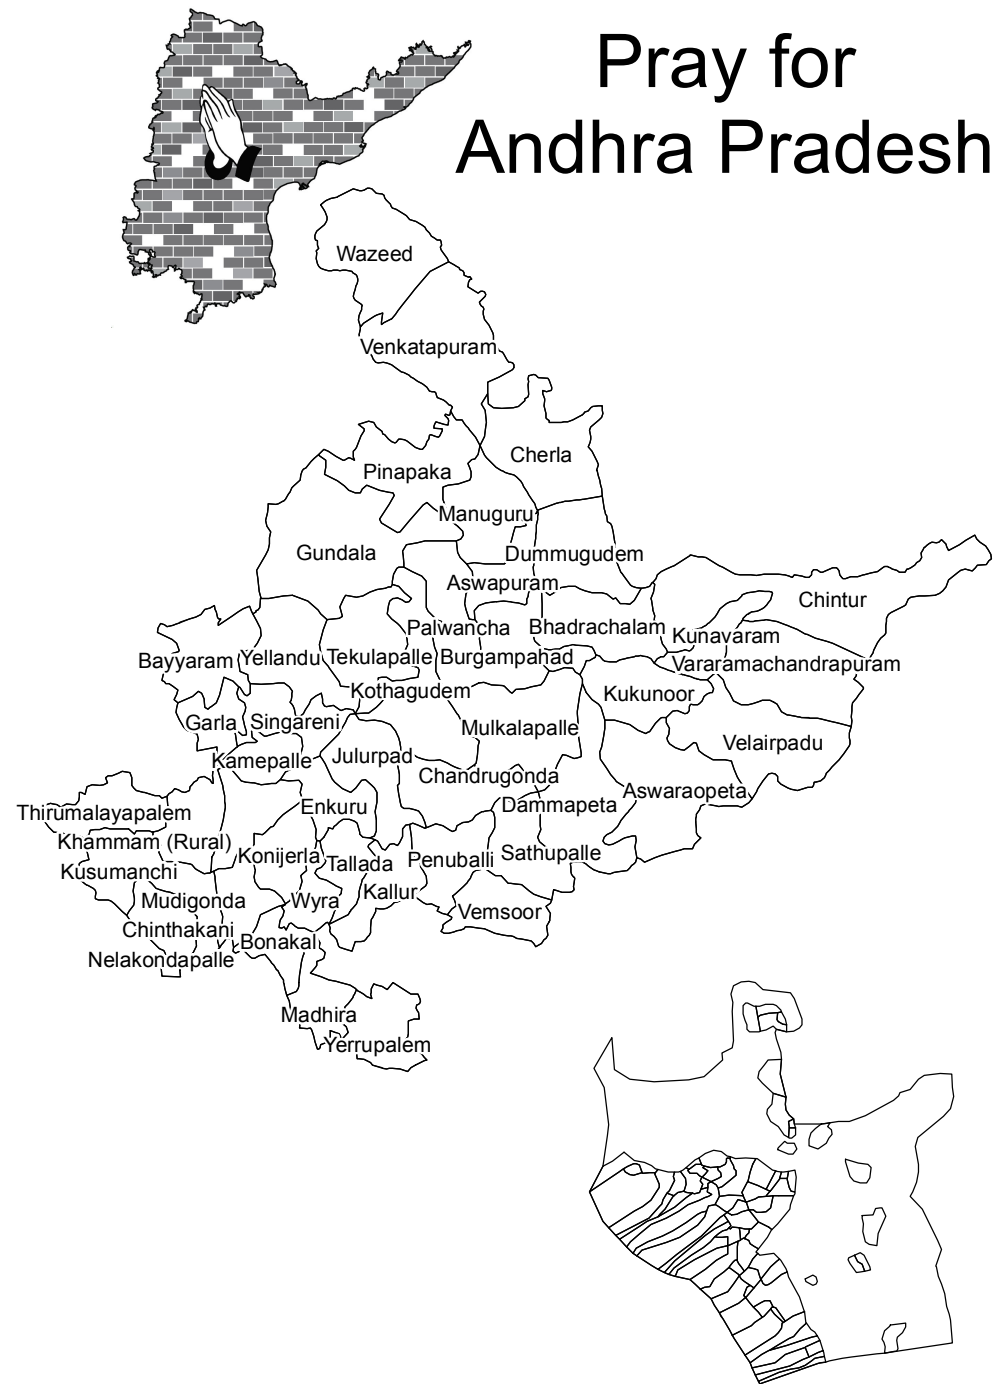 Pray for
Andhra Pradesh
Wazeed
Venkatapuram
Cherla
Pinapaka
Manuguru
Gundala
Dummugudem
Aswapuram
Chintur
Palwancha
Bhadrachalam
Kunavaram
Bayyaram
Yellandu
Tekulapalle
Burgampahad
Vararamachandrapuram
Kothagudem
Kukunoor
Garla
Singareni
Mulkalapalle
Velairpadu
Kamepalle
Julurpad
Chandrugonda
Aswaraopeta
Thirumalayapalem
Enkuru
Dammapeta
Khammam (Rural)
Konijerla
Tallada
Penuballi
Sathupalle
Kusumanchi
Kallur
Mudigonda
Wyra
Vemsoor
Chinthakani
Bonakal
Nelakondapalle
Madhira
Yerrupalem